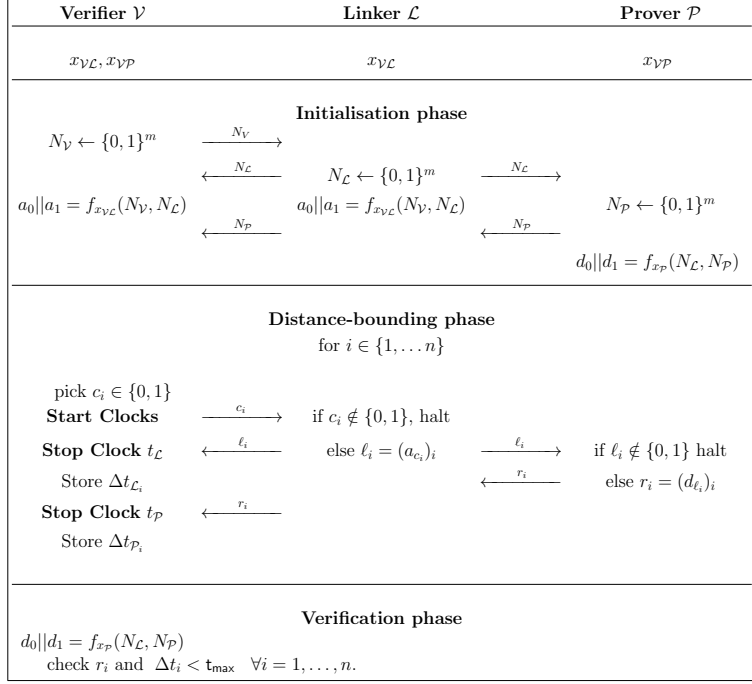 Verifier 𝒱 Linker ℒ Prover 𝒫
x_{𝒱ℒ}, x_{𝒱𝒫} x_{𝒱ℒ} x_{𝒱𝒫}
Initialisation phase
N_𝒱 ← {0, 1}^m N_V
N_ℒ N_ℒ ← {0, 1}^m N_ℒ
a_0||a_1 = f_{x_{𝒱ℒ}}(N_𝒱, N_ℒ) a_0||a_1 = f_{x_{𝒱ℒ}}(N_𝒱, N_ℒ) N_𝒫 ← {0, 1}^m
N_𝒫 N_𝒫
d_0||d_1 = f_{x_𝒫}(N_ℒ, N_𝒫)
Distance-bounding phase
for i ∈ {1, … n}
pick c_i ∈ {0, 1}
Start Clocks c_i if c_i ∉ {0, 1}, halt
Stop Clock t_ℒ ℓ_i else ℓ_i = (a_{c_i})_i ℓ_i if ℓ_i ∉ {0, 1} halt
Store Δt_{ℒ_i} r_i else r_i = (d_{ℓ_i})_i
Stop Clock t_𝒫 r_i
Store Δt_{𝒫_i}
Verification phase
d_0||d_1 = f_{x_𝒫}(N_ℒ, N_𝒫)
check r_i and Δt_i < t_max ∀i = 1, …, n.